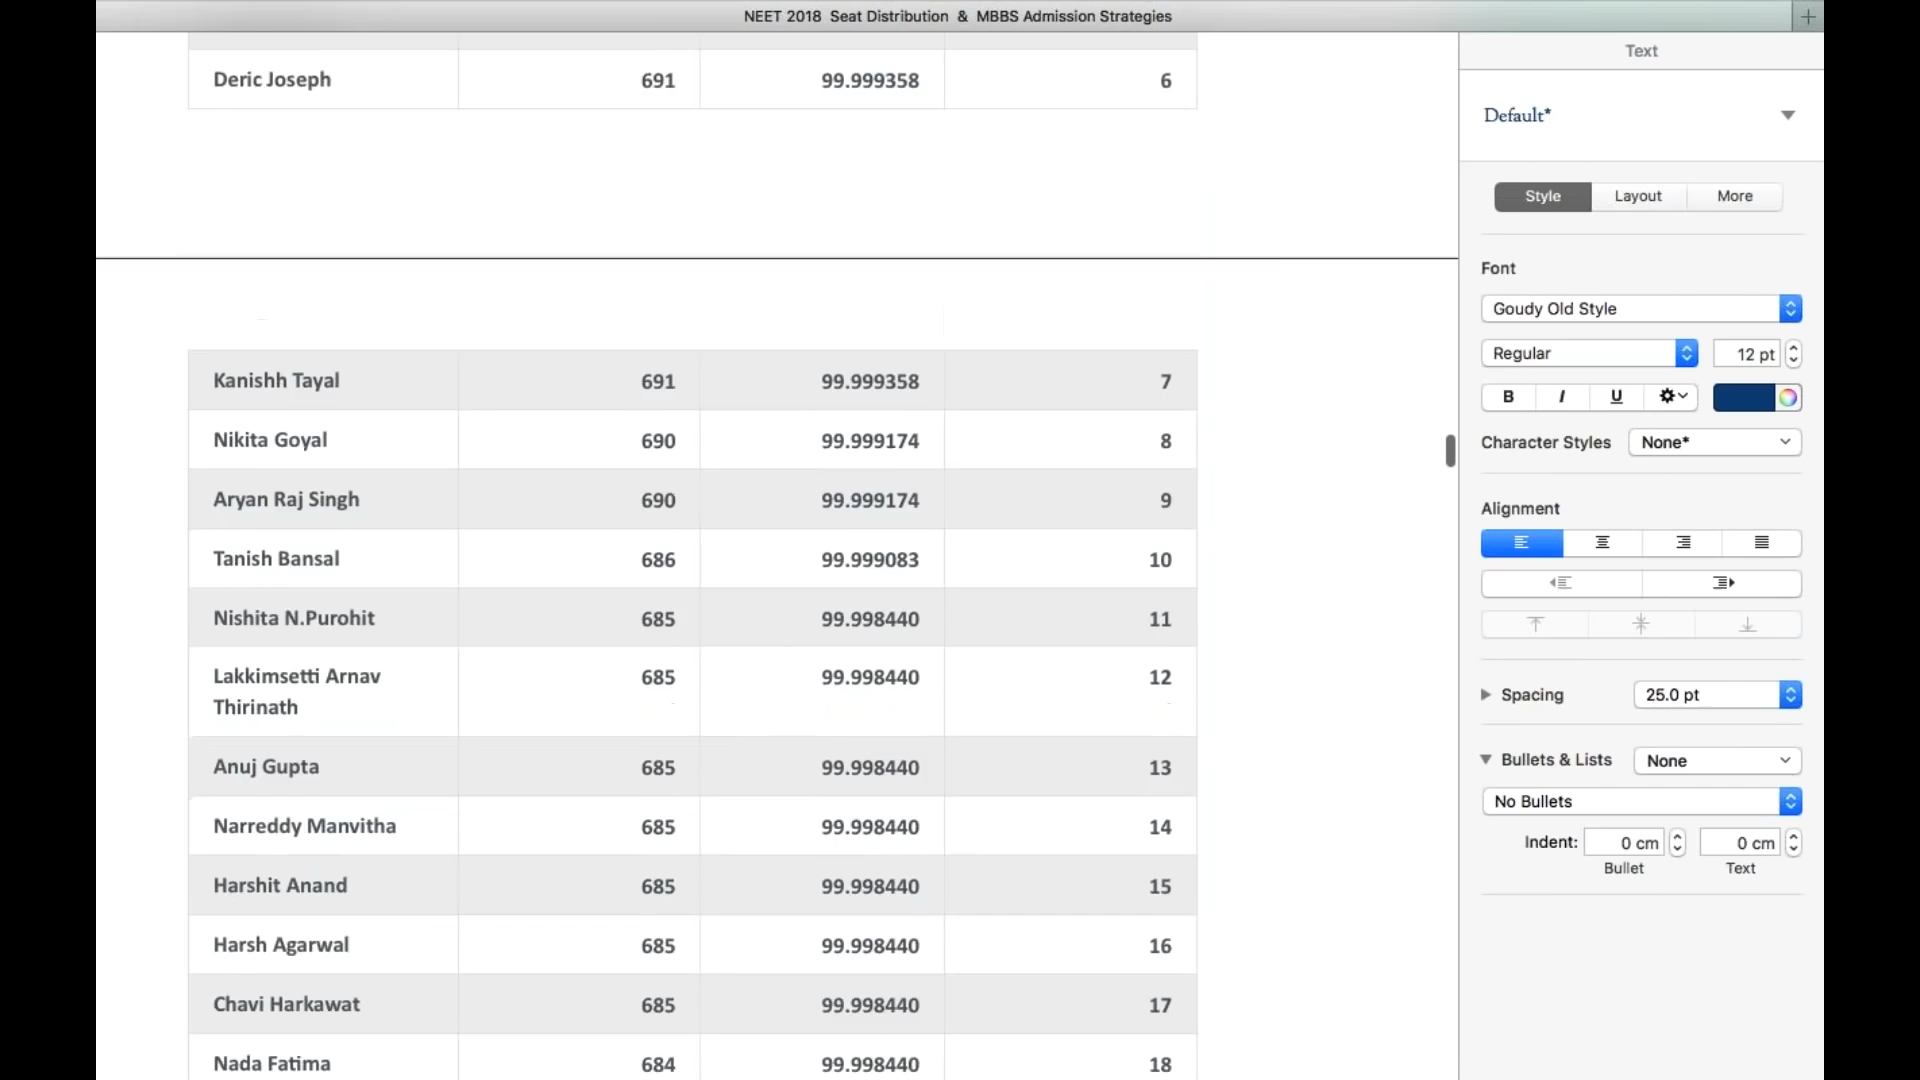 NEET 2018  Seat Distribution  &  MBBS Admission Strategies
Deric Joseph 691 99.999358 6
Kanishh Tayal 691 99.999358 7
Nikita Goyal 690 99.999174 8
Aryan Raj Singh 690 99.999174 9
Tanish Bansal 686 99.999083 10
Nishita N.Purohit 685 99.998440 11
Lakkimsetti Arnav 685 99.998440 12
Thirinath
Anuj Gupta 685 99.998440 13
Narreddy Manvitha 685 99.998440 14
Harshit Anand 685 99.998440 15
Harsh Agarwal 685 99.998440 16
Chavi Harkawat 685 99.998440 17
Nada Fatima 684 99.998440 18
Text
Default*
Style Layout More
Font
Goudy Old Style
Regular 12 pt
B I U
Character Styles None*
Alignment
Spacing 25.0 pt
Bullets & Lists None
No Bullets
Indent: 0 cm 0 cm
Bullet Text